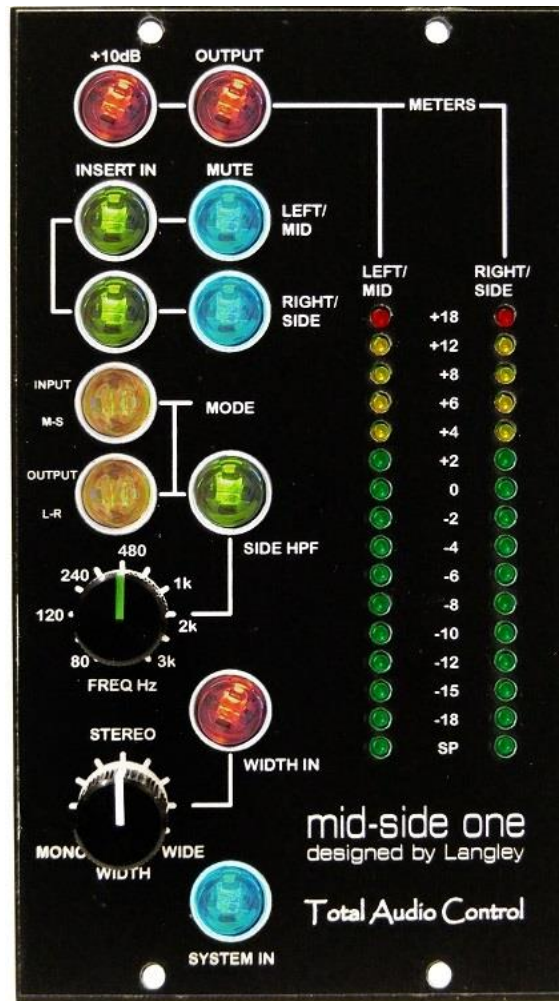 +10dB OUTPUT
METERS
INSERT IN MUTE
LEFT/
MID
RIGHT/
SIDE
LEFT/
MID
RIGHT/
SIDE
+18
+12
+8
+6
+4
+2
0
-2
-4
-6
-8
-10
-12
-15
-18
SP
INPUT
M-S
MODE
OUTPUT
L-R
SIDE HPF
480
240 1k
120 2k
80 3k
FREQ Hz
STEREO
WIDTH IN
MONO WIDE
WIDTH
SYSTEM IN
mid-side one
designed by Langley
Total Audio Control